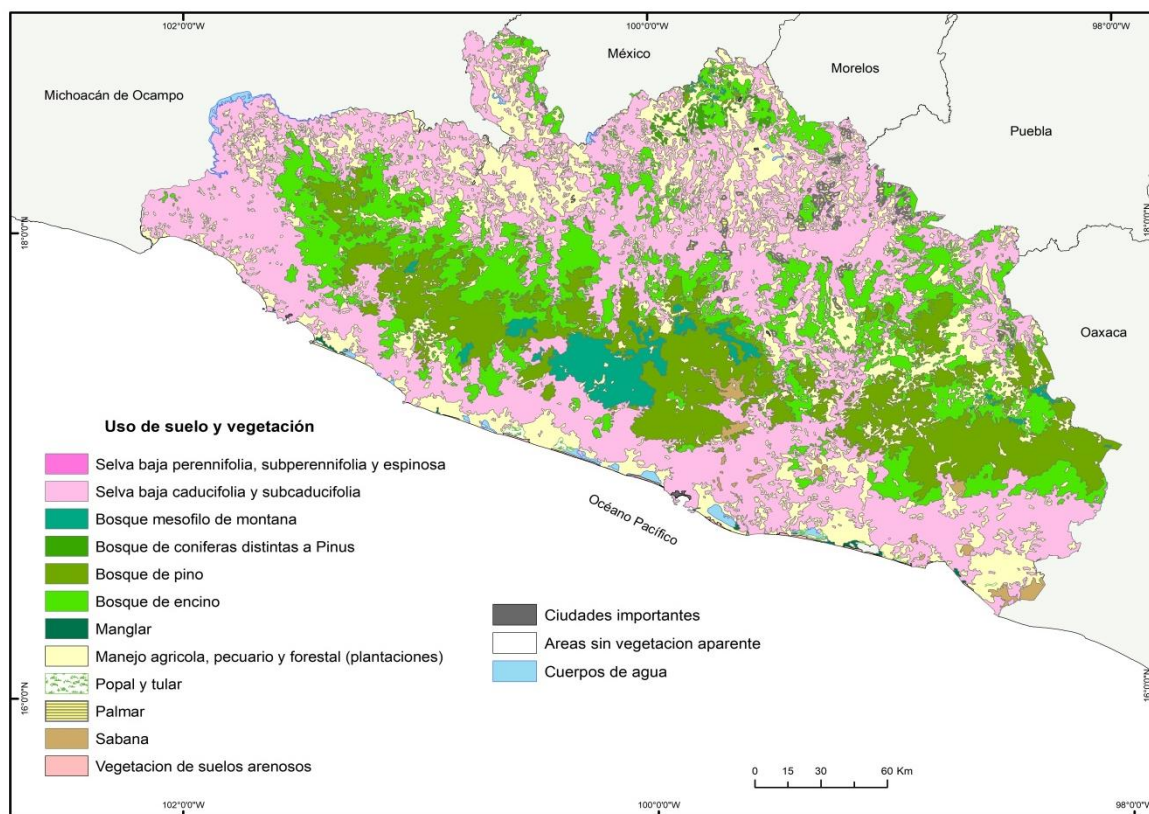 102°0'0"W
100°0'0"W
98°0'0"W
México
Morelos
Michoacán de Ocampo
Puebla
18°0'0"N
18°0'0"N
Oaxaca
Océano Pacífico
Uso de suelo y vegetación
Selva baja perennifolia, subperennifolia y espinosa
Selva baja caducifolia y subcaducifolia
Bosque mesofilo de montana
Bosque de coniferas distintas a Pinus
Bosque de pino
Bosque de encino
Manglar
Manejo agricola, pecuario y forestal (plantaciones)
Popal y tular
Palmar
Sabana
Vegetacion de suelos arenosos
Ciudades importantes
Areas sin vegetacion aparente
Cuerpos de agua
16°0'0"N
16°0'0"N
0 15 30 60 Km
102°0'0"W
100°0'0"W
98°0'0"W